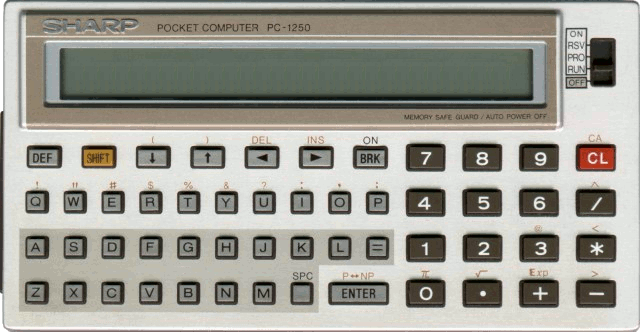 SHARP POCKET COMPUTER PC-1250
ON
RSV
PRO
RUN
OFF
MEMORY SAFE GUARD / AUTO POWER OFF
( ) DEL INS ON CA
DEF SHIFT ↓ ↑ ◄ ► BRK 7 8 9 CL
! " # $ % & ? : , ; ^
Q W E R T Y U I O P 4 5 6 /
@ <
A S D F G H J K L = 1 2 3 *
SPC P↔NP π √ Exp >
Z X C V B N M ENTER 0 • + −